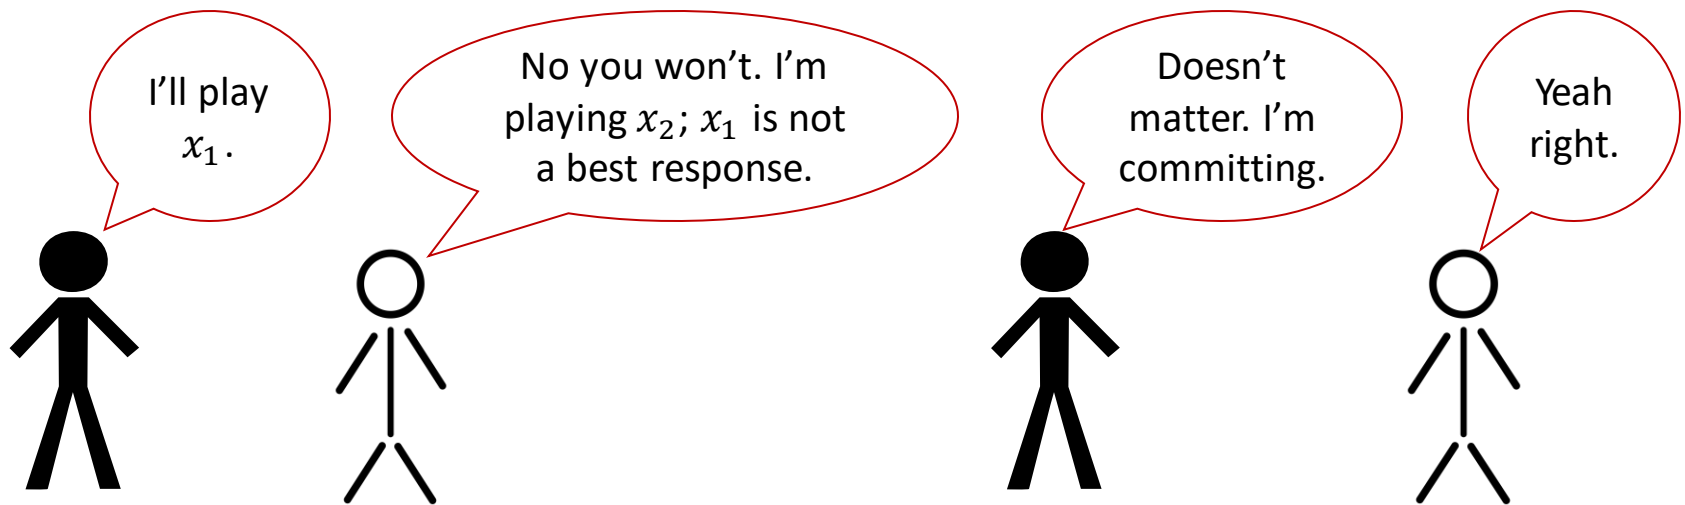 I'll play
x₁.
No you won't. I'm
playing x₂; x₁ is not
a best response.
Doesn't
matter. I'm
committing.
Yeah
right.